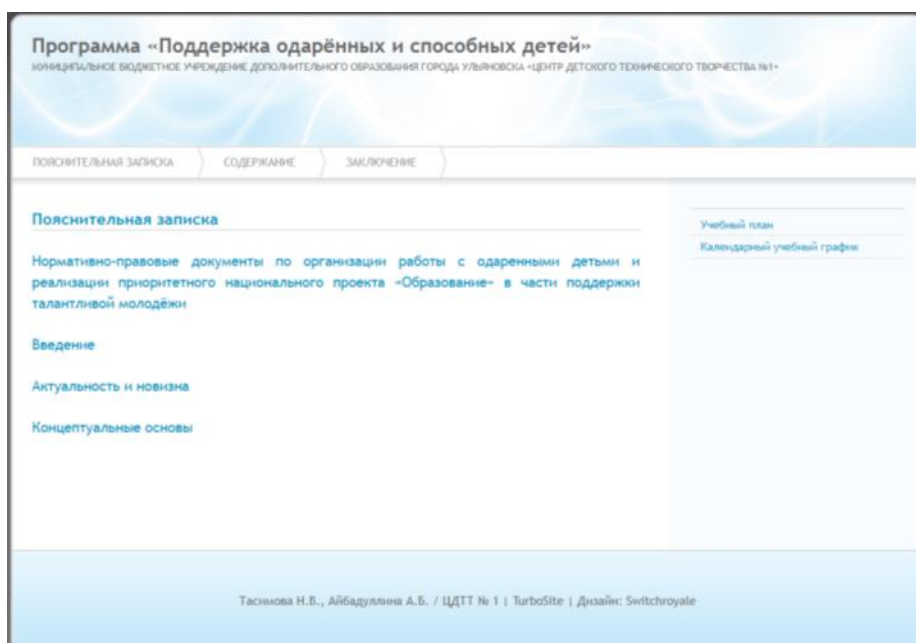 Программа «Поддержка одарённых и способных детей»
МУНИЦИПАЛЬНОЕ БЮДЖЕТНОЕ УЧРЕЖДЕНИЕ ДОПОЛНИТЕЛЬНОГО ОБРАЗОВАНИЯ ГОРОДА УЛЬЯНОВСКА «ЦЕНТР ДЕТСКОГО ТЕХНИЧЕСКОГО ТВОРЧЕСТВА №1»
ПОЯСНИТЕЛЬНАЯ ЗАПИСКА
СОДЕРЖАНИЕ
ЗАКЛЮЧЕНИЕ
Пояснительная записка
Нормативно-правовые документы по организации работы с одаренными детьми и
реализации приоритетного национального проекта «Образование» в части поддержки
талантливой молодёжи
Введение
Актуальность и новизна
Концептуальные основы
Учебный план
Календарный учебный график
Тасимова Н.В., Айбадуллина А.Б. / ЦДТТ № 1 | TurboSite | Дизайн: Switchroyale